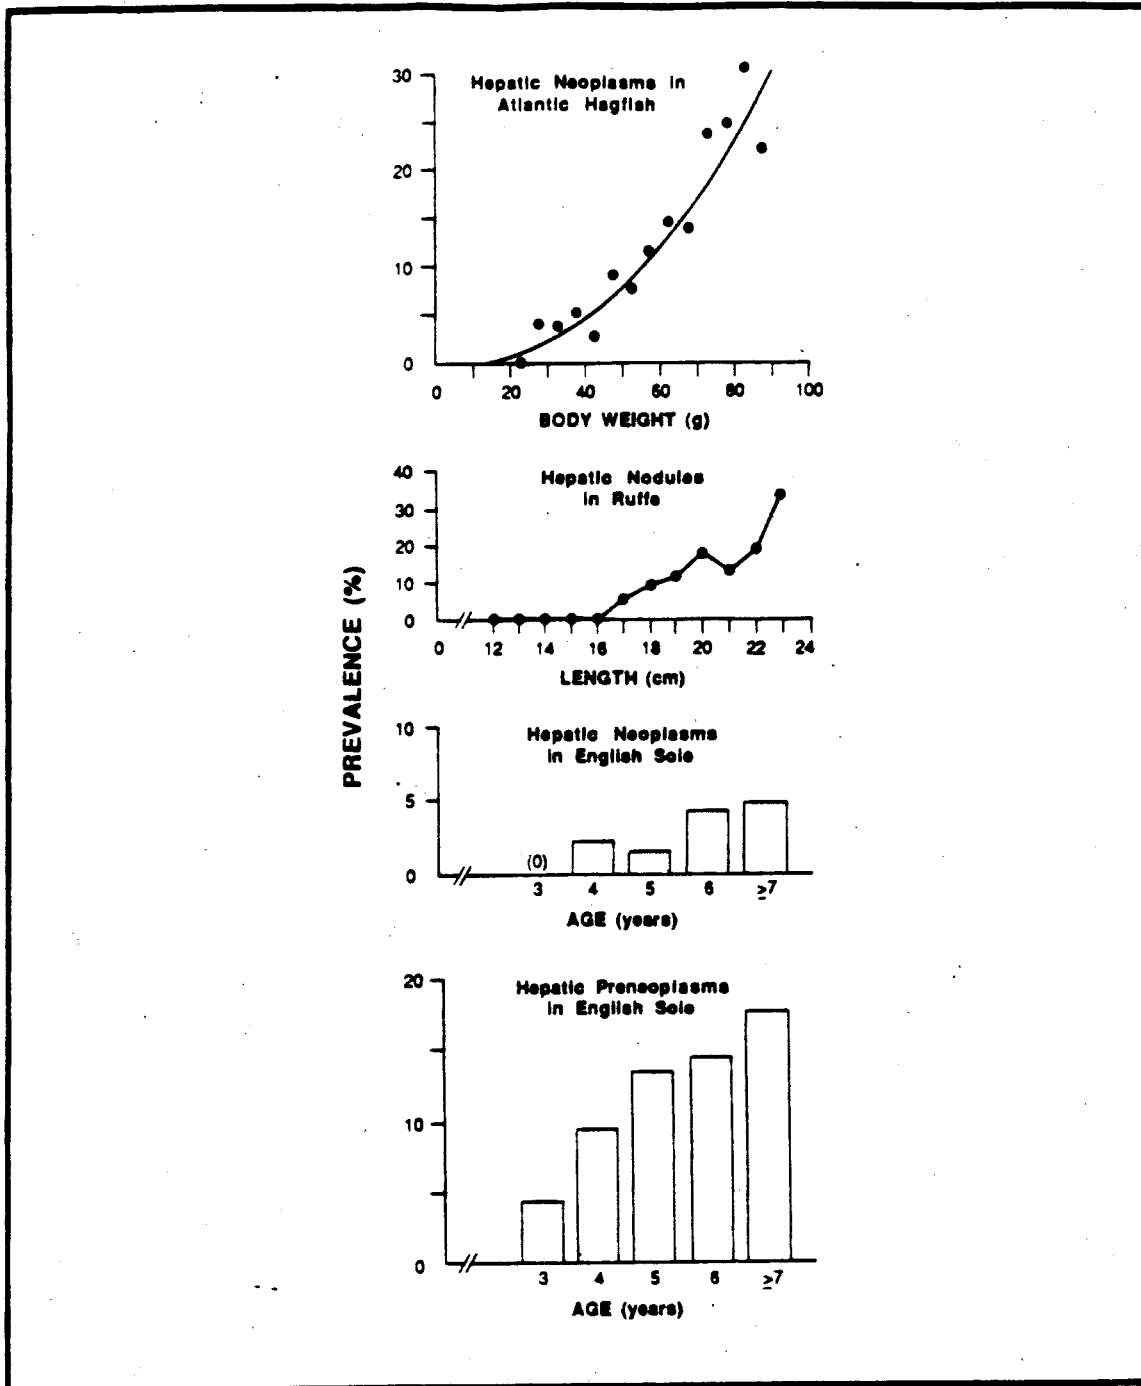 Hepatic Neoplasms in
Atlantic Hagfish
30
20
10
0
0 20 40 60 80 100
BODY WEIGHT (g)
PREVALENCE (%)
Hepatic Nodules
in Ruffe
40
30
20
10
0
0 12 14 16 18 20 22 24
LENGTH (cm)
Hepatic Neoplasms
in English Sole
10
5
0
(0)
3 4 5 6 ≥7
AGE (years)
Hepatic Preneoplasms
in English Sole
20
10
0
3 4 5 6 ≥7
AGE (years)